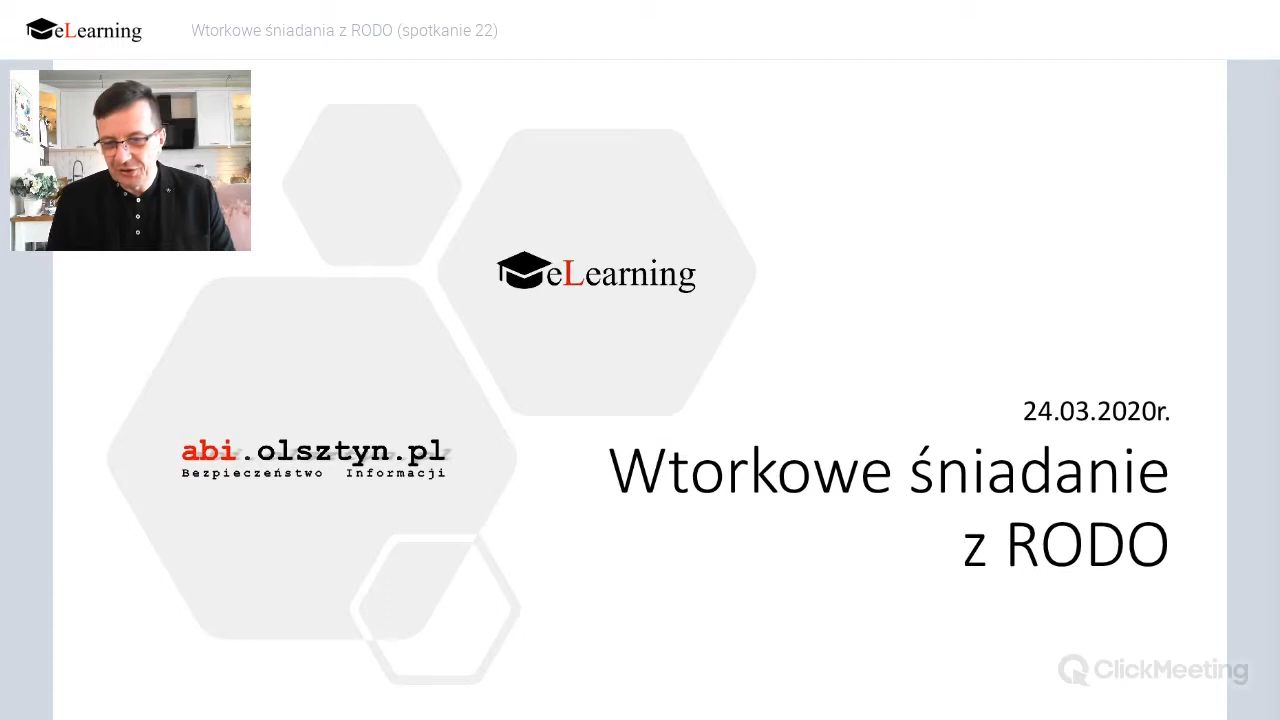 eLearning
Wtorkowe śniadania z RODO (spotkanie 22)
eLearning
abi.olsztyn.pl
Bezpieczeństwo Informacji
24.03.2020r.
Wtorkowe śniadanie
z RODO
ClickMeeting